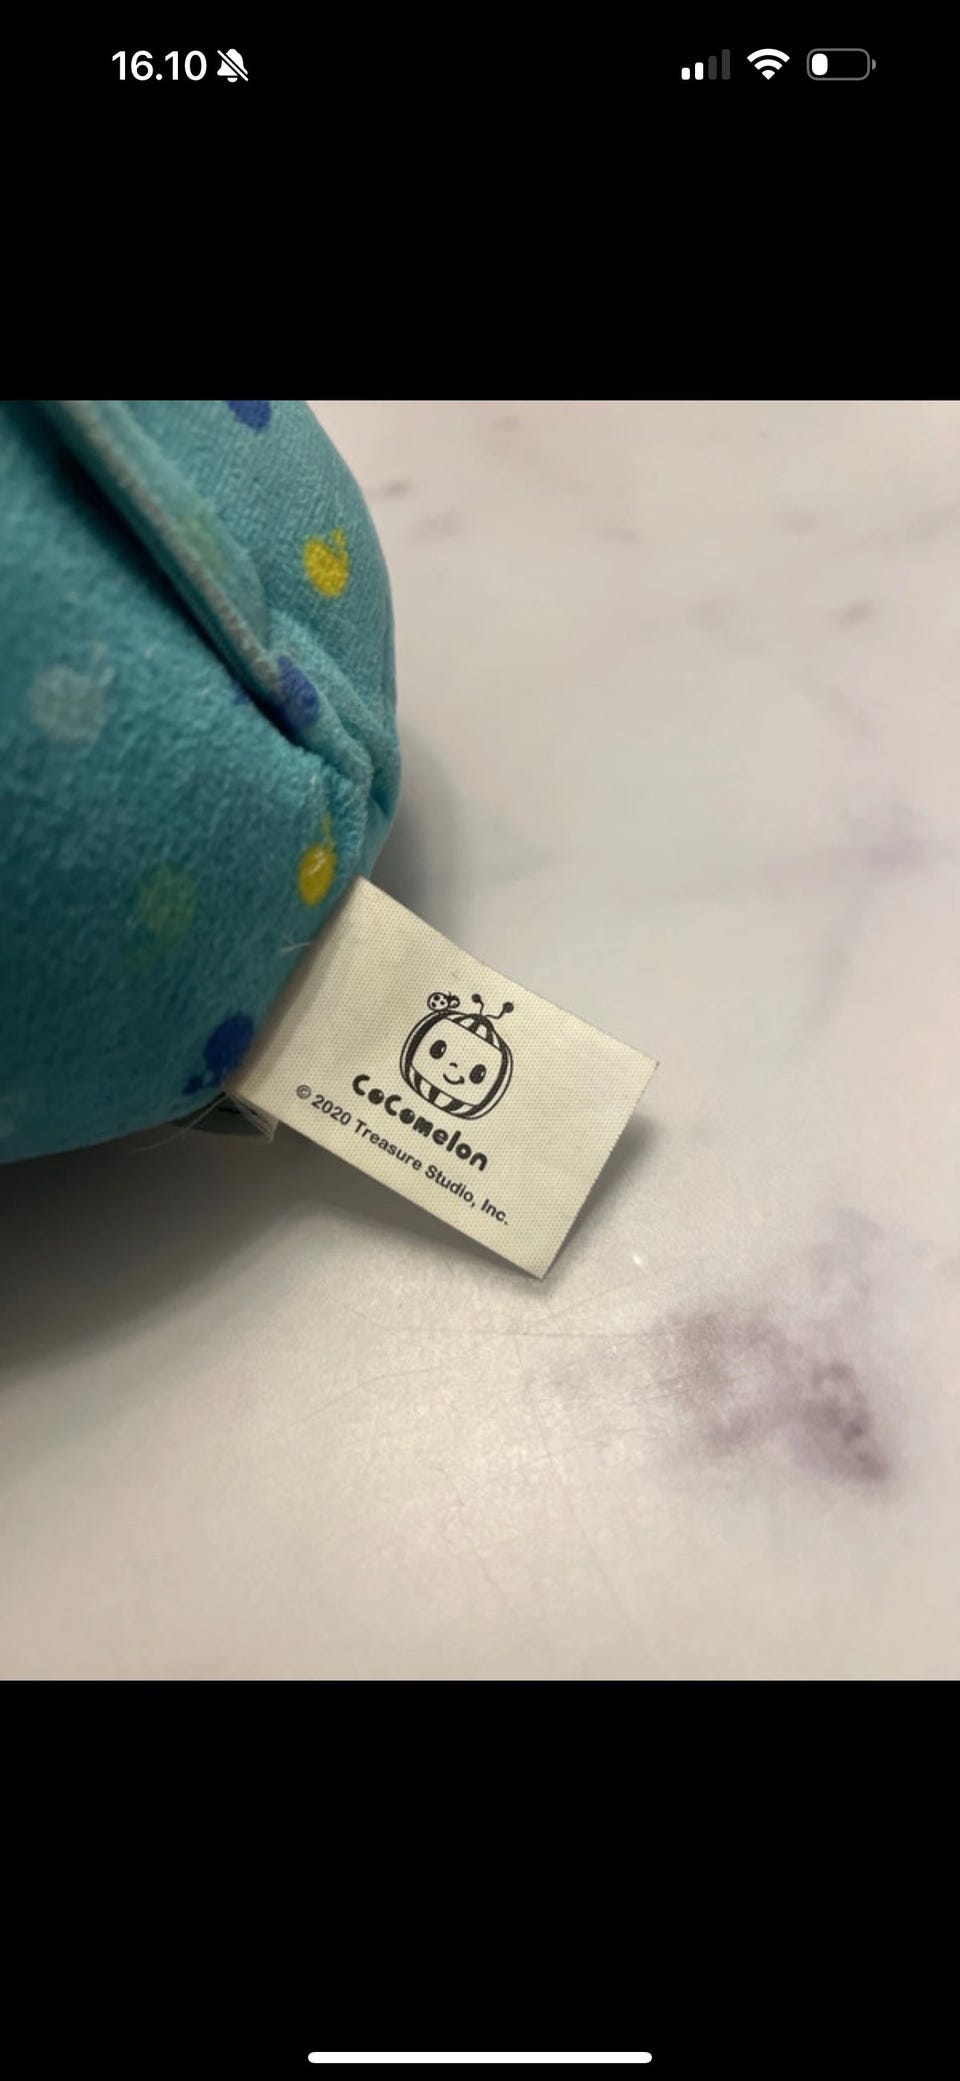 16.10
CoComelon
© 2020 Treasure Studio, Inc.